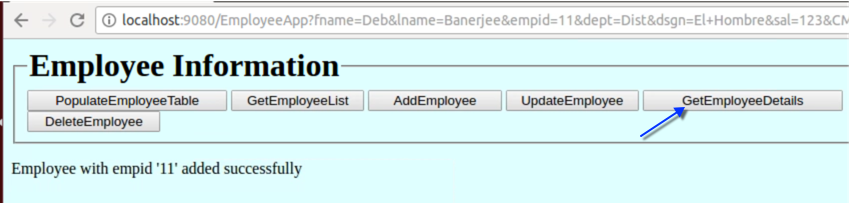 localhost:9080/EmployeeApp?fname=Deb&lname=Banerjee&empid=11&dept=Dist&dsgn=El+Hombre&sal=123&CM
Employee Information
PopulateEmployeeTable GetEmployeeList AddEmployee UpdateEmployee GetEmployeeDetails
DeleteEmployee
Employee with empid '11' added successfully